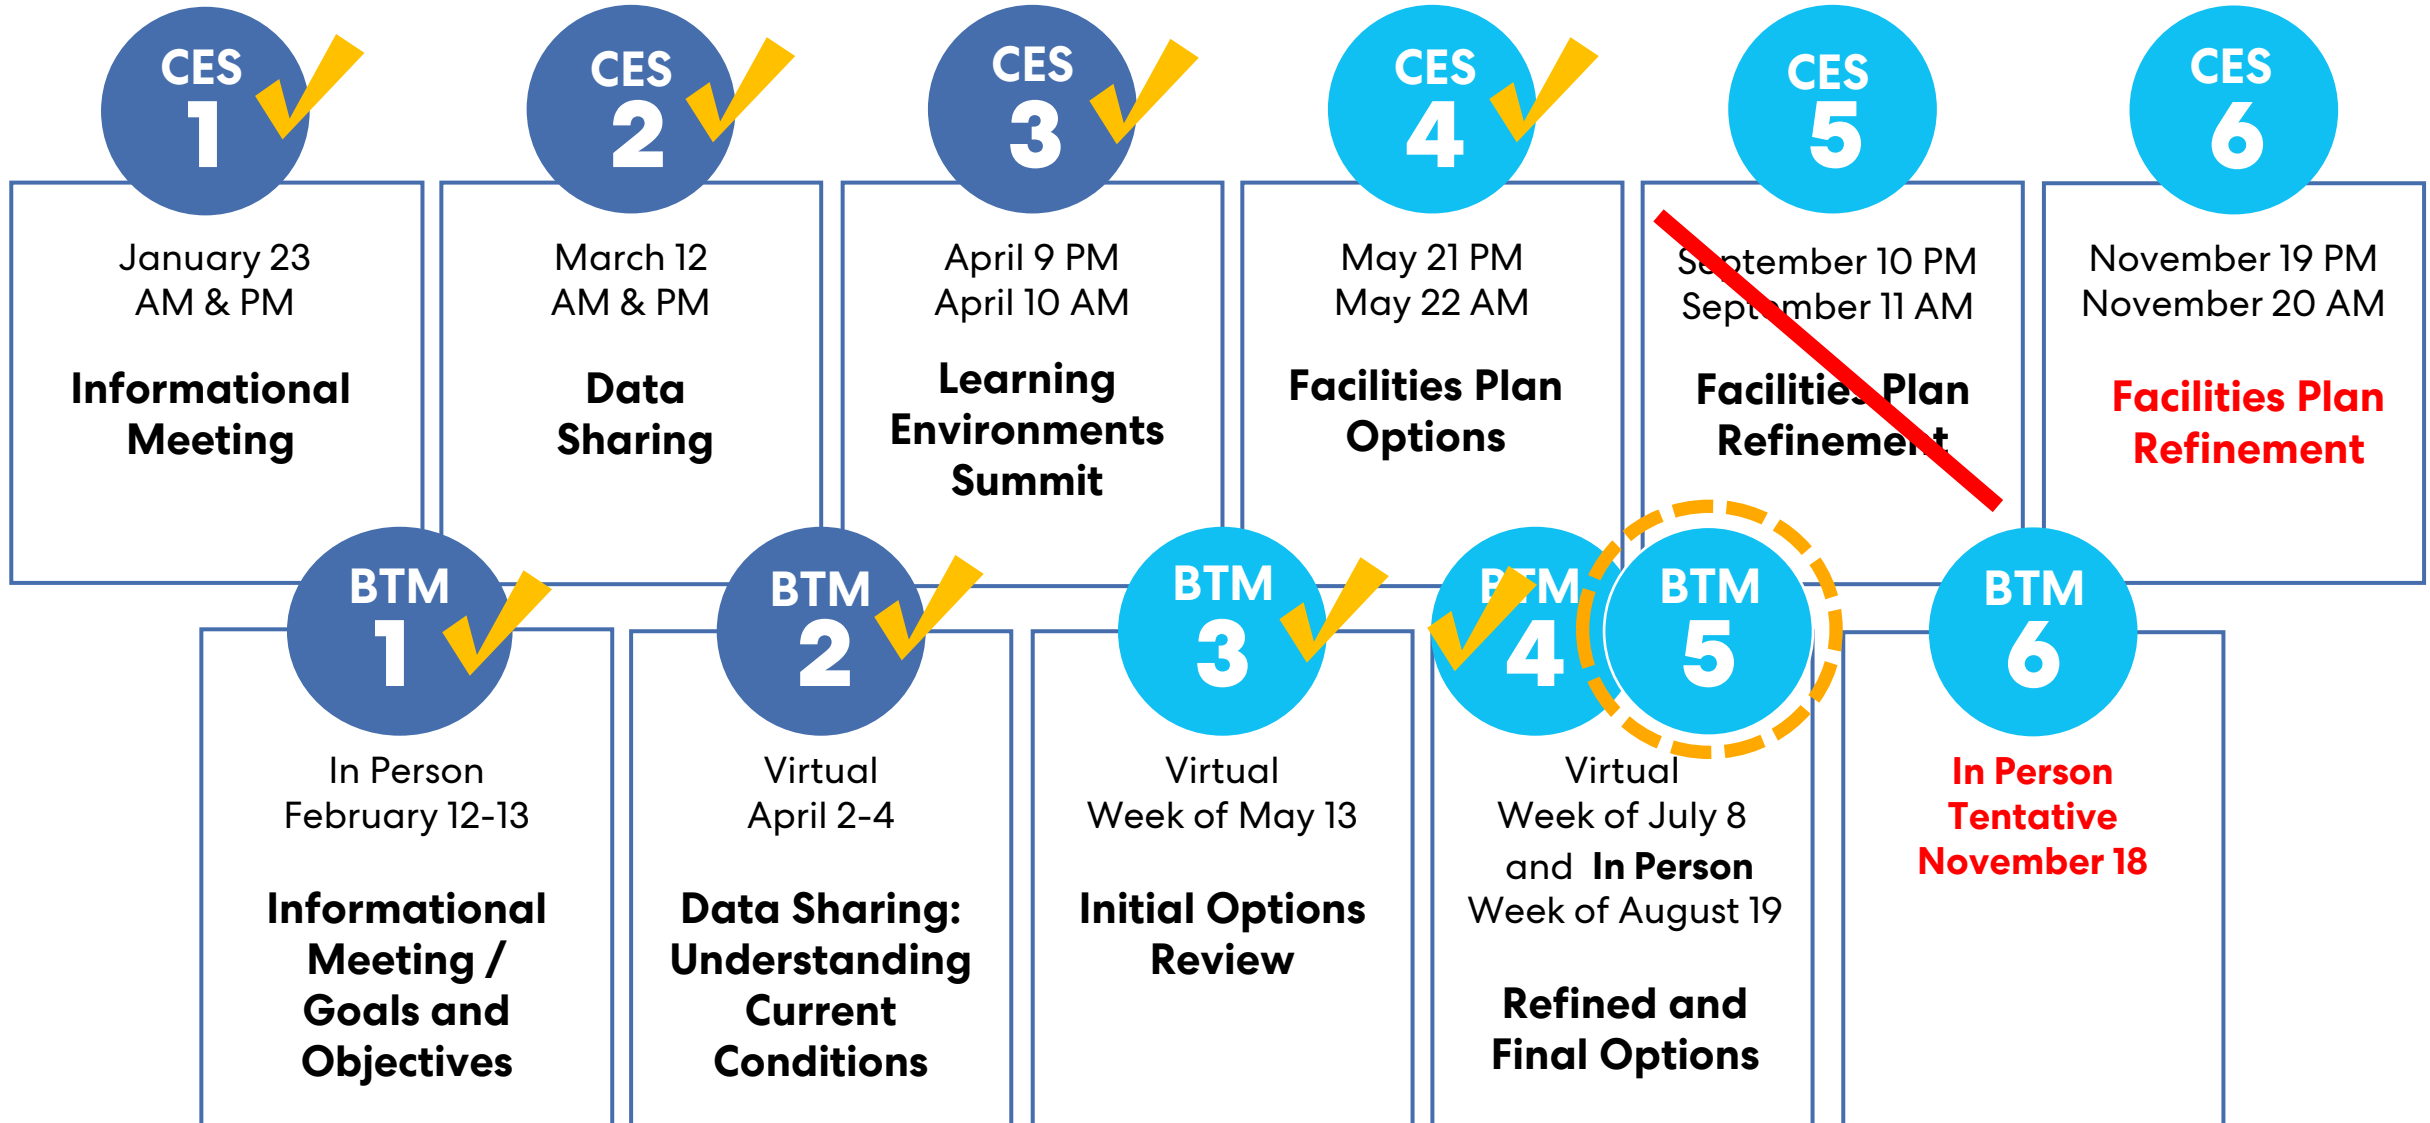 CES
1
January 23
AM & PM
Informational
Meeting
CES
2
March 12
AM & PM
Data
Sharing
CES
3
April 9 PM
April 10 AM
Learning
Environments
Summit
CES
4
May 21 PM
May 22 AM
Facilities Plan
Options
CES
5
September 10 PM
September 11 AM
Facilities Plan
Refinement
CES
6
November 19 PM
November 20 AM
Facilities Plan
Refinement
BTM
1
In Person
February 12-13
Informational
Meeting /
Goals and
Objectives
BTM
2
Virtual
April 2-4
Data Sharing:
Understanding
Current
Conditions
BTM
3
Virtual
Week of May 13
Initial Options
Review
BTM
4
BTM
5
Virtual
Week of July 8
and In Person
Week of August 19
Refined and
Final Options
BTM
6
In Person
Tentative
November 18